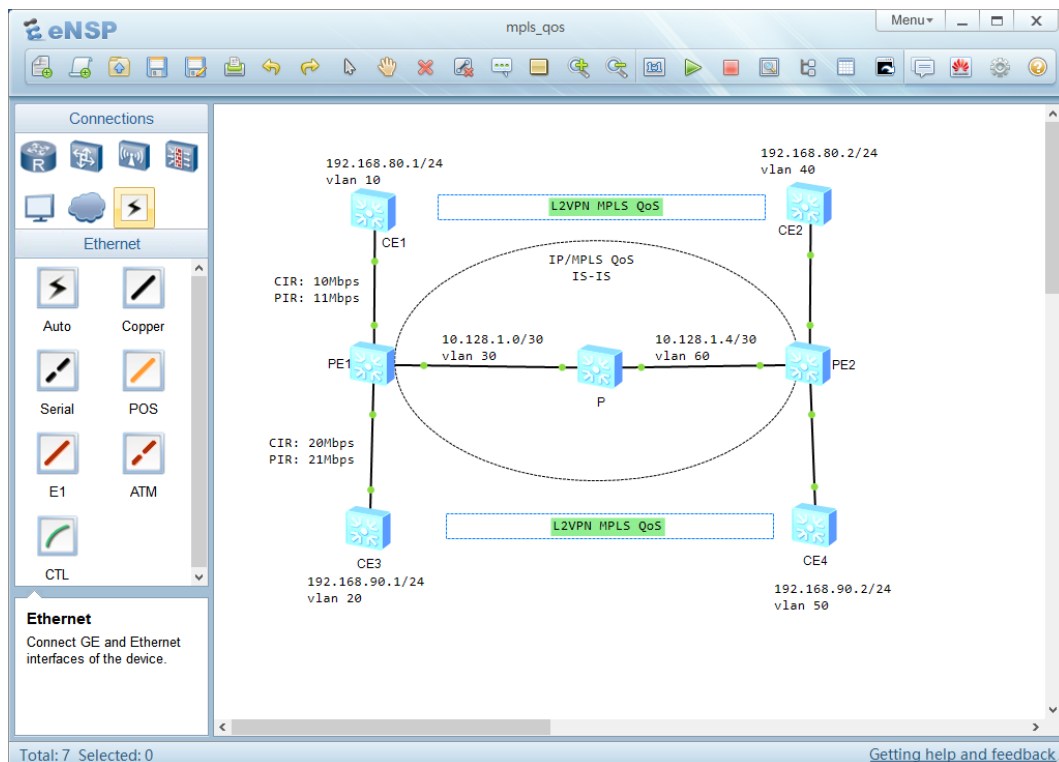 eNSP
mpls_qos
Menu
Connections
R
Ethernet
Auto
Copper
Serial
POS
E1
ATM
CTL
Ethernet
Connect GE and Ethernet
interfaces of the device.
192.168.80.1/24
vlan 10
CE1
L2VPN MPLS QoS
192.168.80.2/24
vlan 40
CE2
IP/MPLS QoS
IS-IS
CIR: 10Mbps
PIR: 11Mbps
PE1
10.128.1.0/30
vlan 30
P
10.128.1.4/30
vlan 60
PE2
CIR: 20Mbps
PIR: 21Mbps
CE3
192.168.90.1/24
vlan 20
L2VPN MPLS QoS
CE4
192.168.90.2/24
vlan 50
Total: 7 Selected: 0
Getting help and feedback